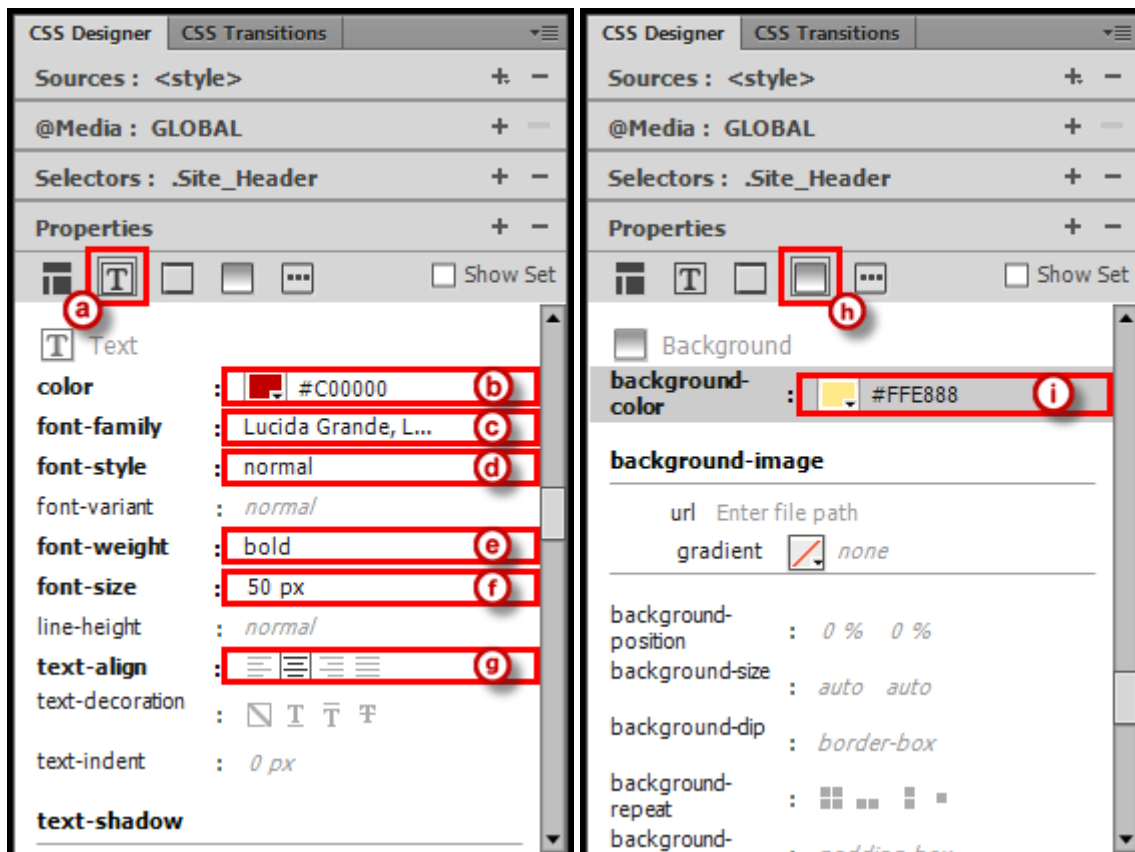 CSS Designer CSS Transitions
Sources : <style>
@Media : GLOBAL
Selectors : .Site_Header
Properties
T Show Set
a
T Text
color : #C00000 b
font-family : Lucida Grande, L... c
font-style : normal d
font-variant : normal
font-weight : bold e
font-size : 50 px f
line-height : normal
text-align : g
text-decoration : T T T
text-indent : 0 px
text-shadow
CSS Designer CSS Transitions
Sources : <style>
@Media : GLOBAL
Selectors : .Site_Header
Properties
T Show Set
h
Background
background-
color : #FFE888 i
background-image
url Enter file path
gradient none
background-
position : 0 % 0 %
background-size : auto auto
background-clip : border-box
background-
repeat :
background-
padding-box